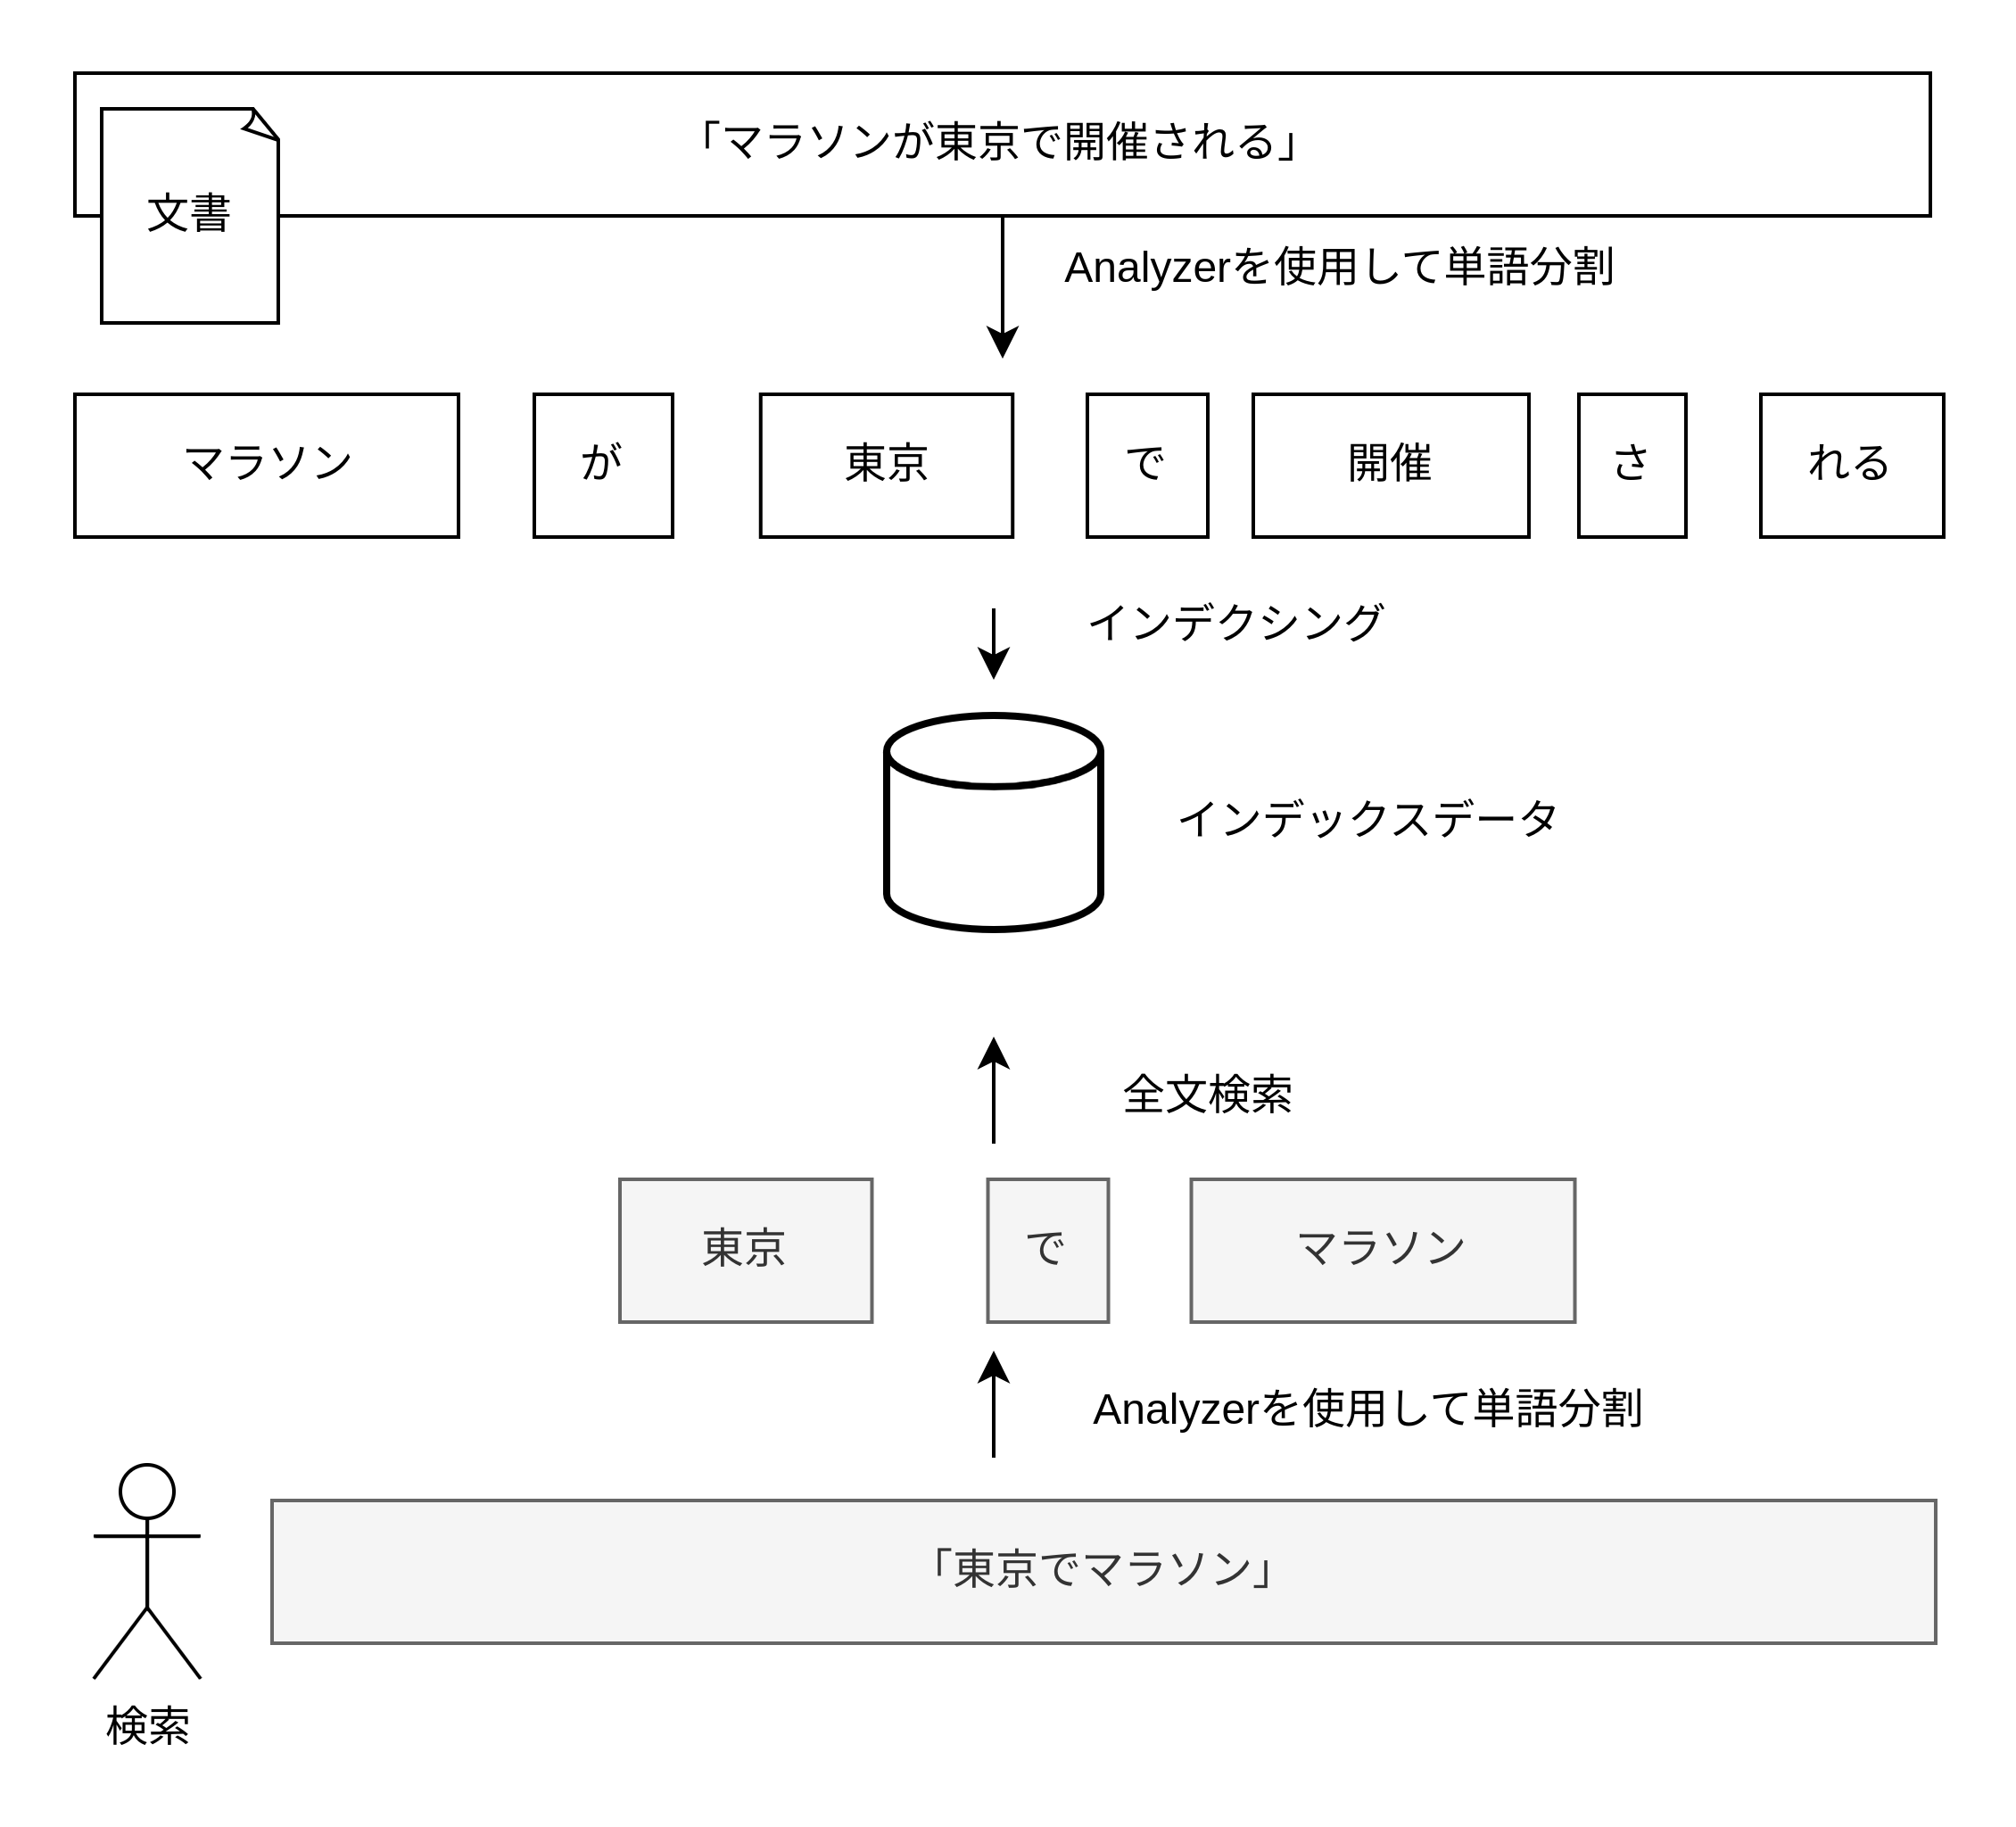 「マラソンが東京で開催される」
文書
Analyzerを使用して単語分割
マラソン
が
東京
で
開催
さ
れる
インデクシング
インデックスデータ
全文検索
東京
で
マラソン
Analyzerを使用して単語分割
「東京でマラソン」
検索